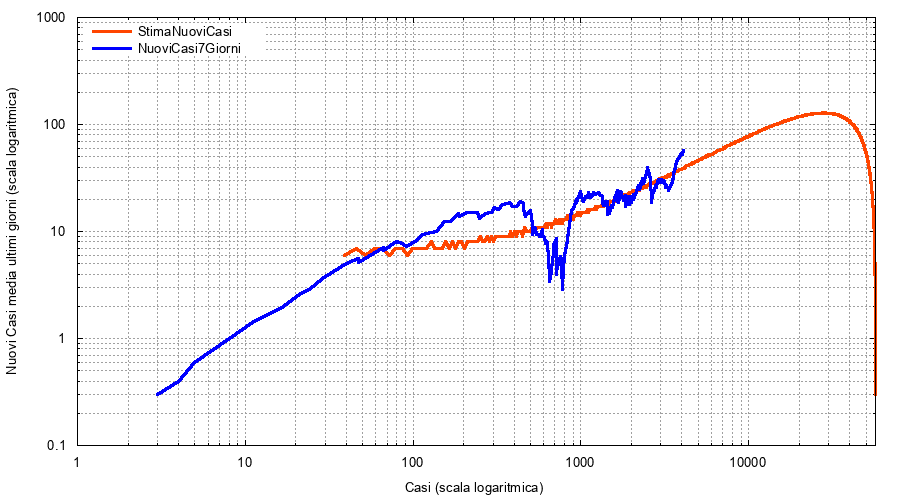 1000
100
10
1
0.1
StimaNuoviCasi
NuoviCasi7Giorni
Nuovi Casi media ultimi giorni (scala logaritmica)
1 10 100 1000 10000
Casi (scala logaritmica)